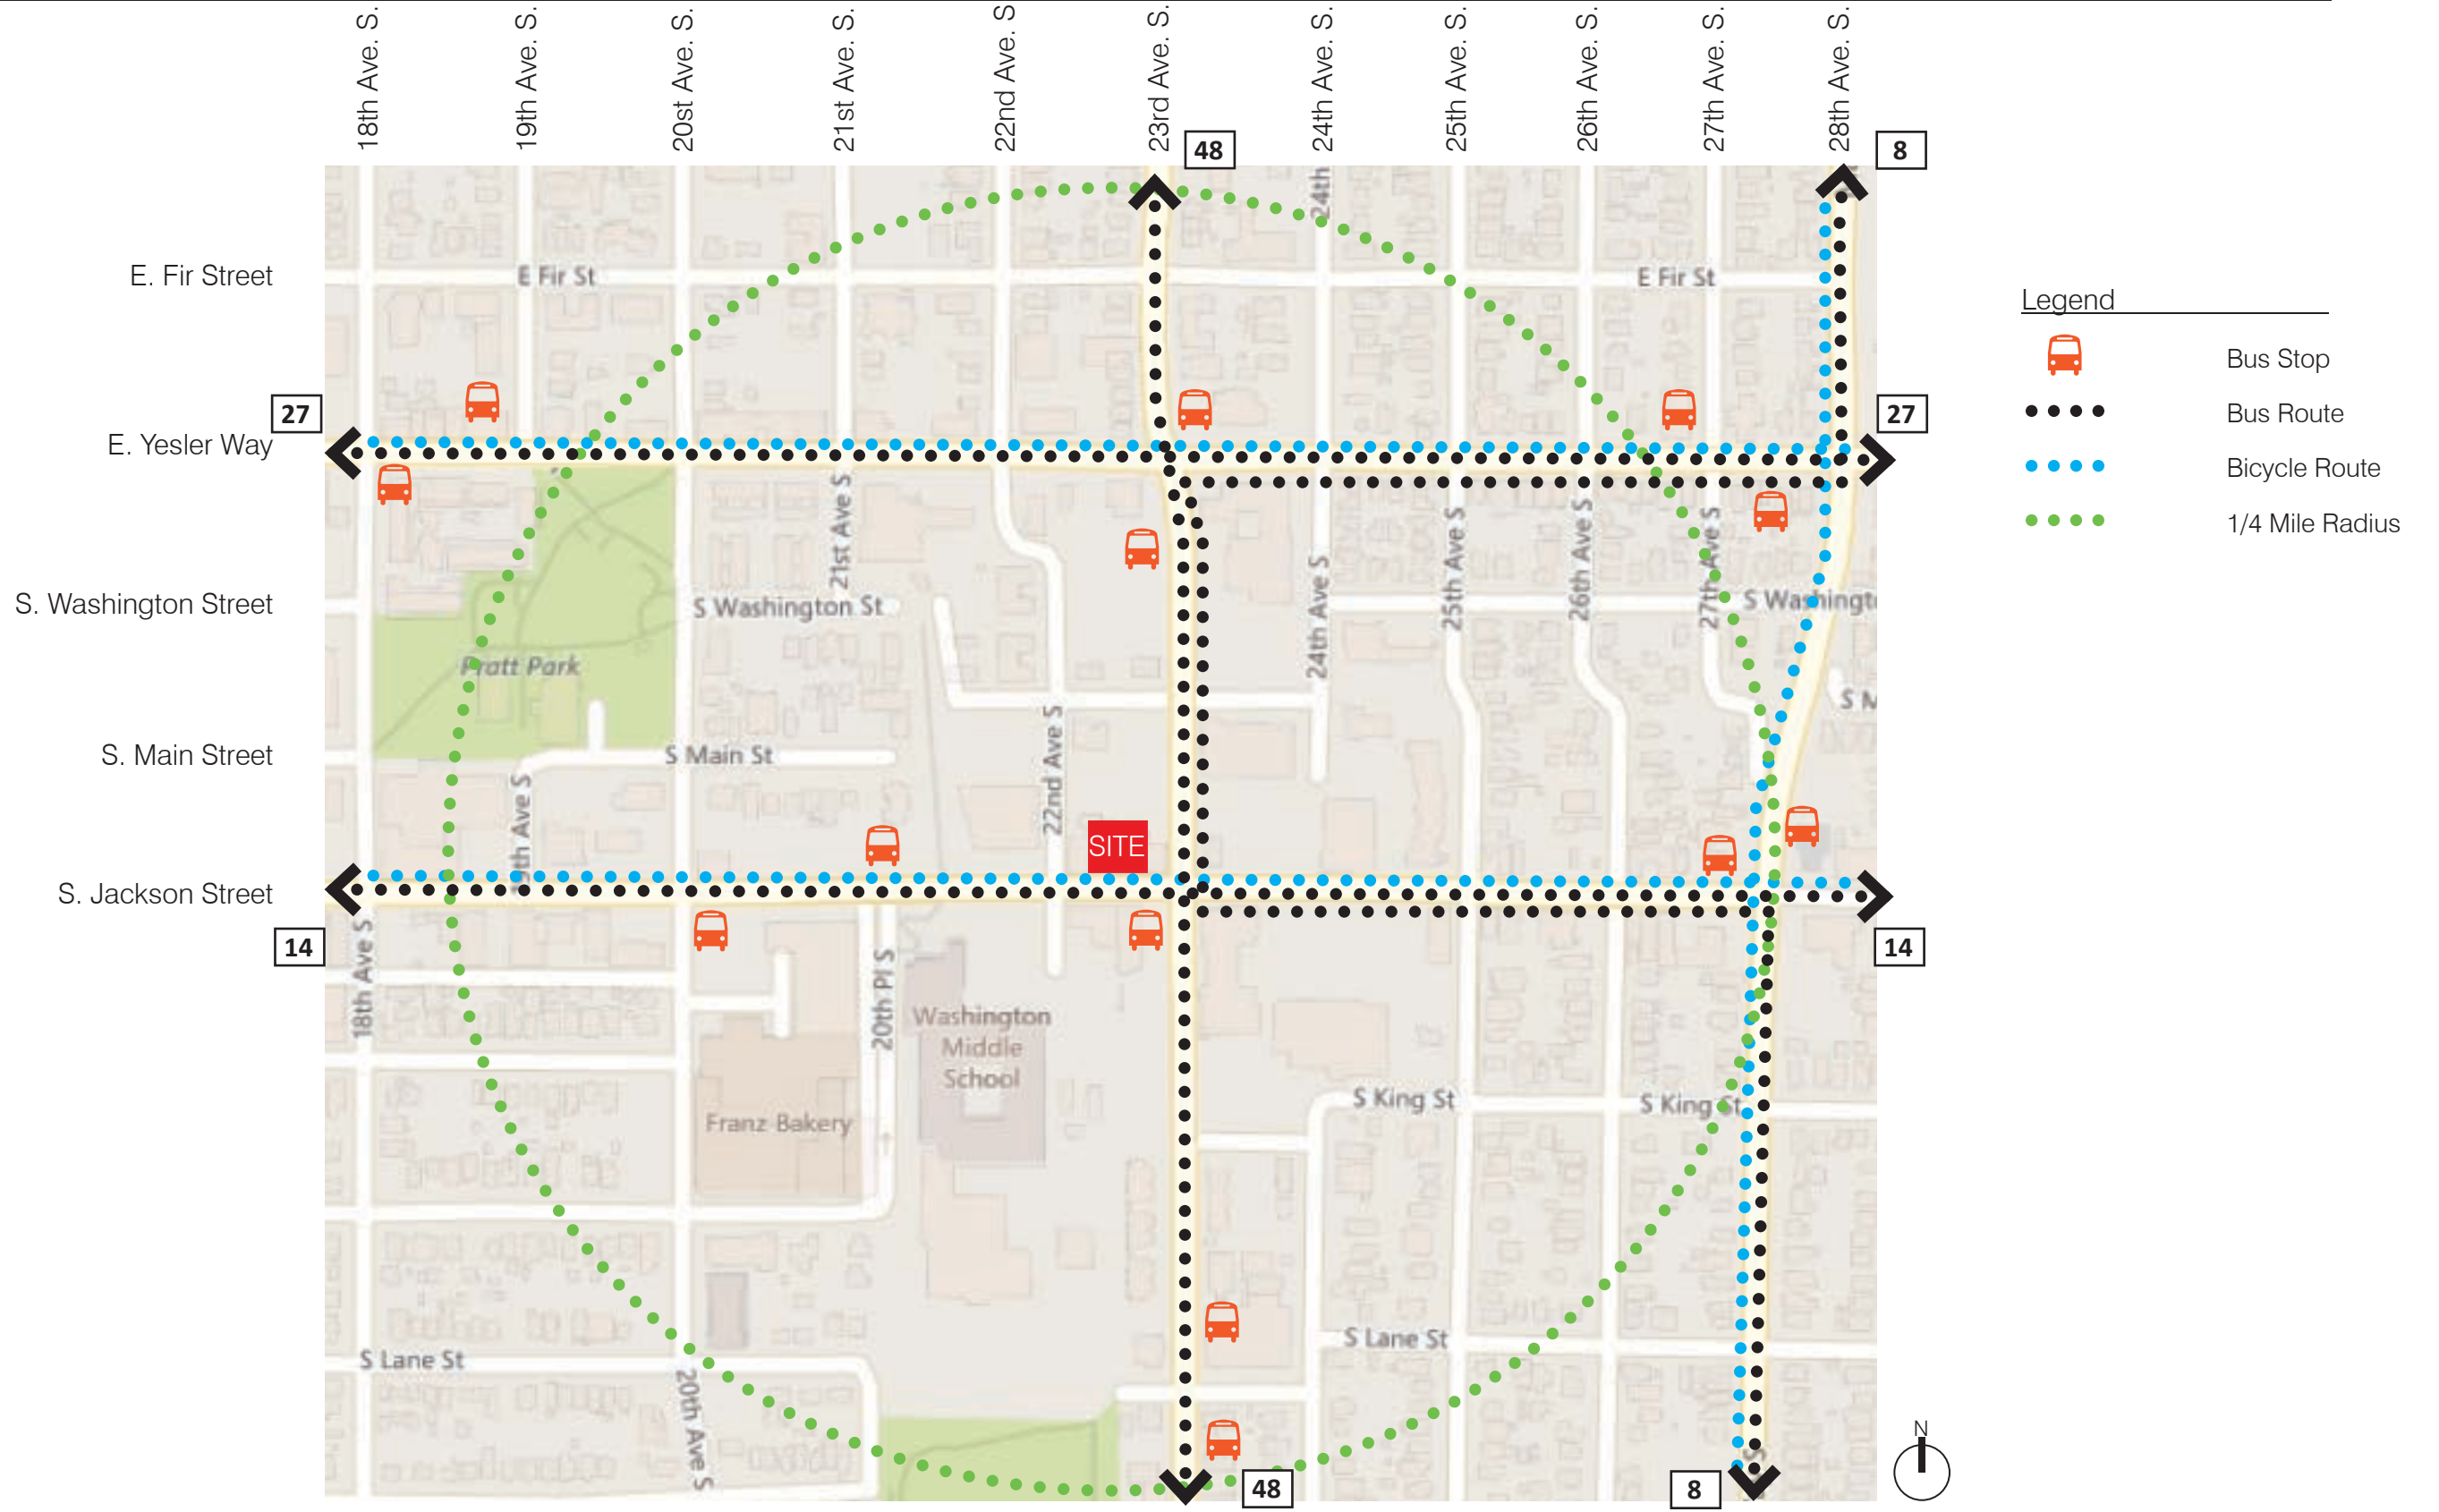 18th Ave. S.
19th Ave. S.
20st Ave. S.
21st Ave. S.
22nd Ave. S
23rd Ave. S.
24th Ave. S.
25th Ave. S.
26th Ave. S.
27th Ave. S.
28th Ave. S.
48
8
24th
E. Fir Street
E Fir St
E Fir St
Legend
Bus Stop
Bus Route
Bicycle Route
1/4 Mile Radius
27
27
E. Yesler Way
21st Ave S
24th Ave S
25th Ave S
26th Ave S
27th Ave S
S. Washington Street
S Washington St
S Washingt
Pratt Park
S M
S. Main Street
S Main St
19th Ave S
22nd Ave S
SITE
S. Jackson Street
14
14
18th Ave S
20th Pl S
Washington
Middle
School
Franz Bakery
S King St
S King St
S Lane St
S Lane St
20th Ave S
S
N
48
8